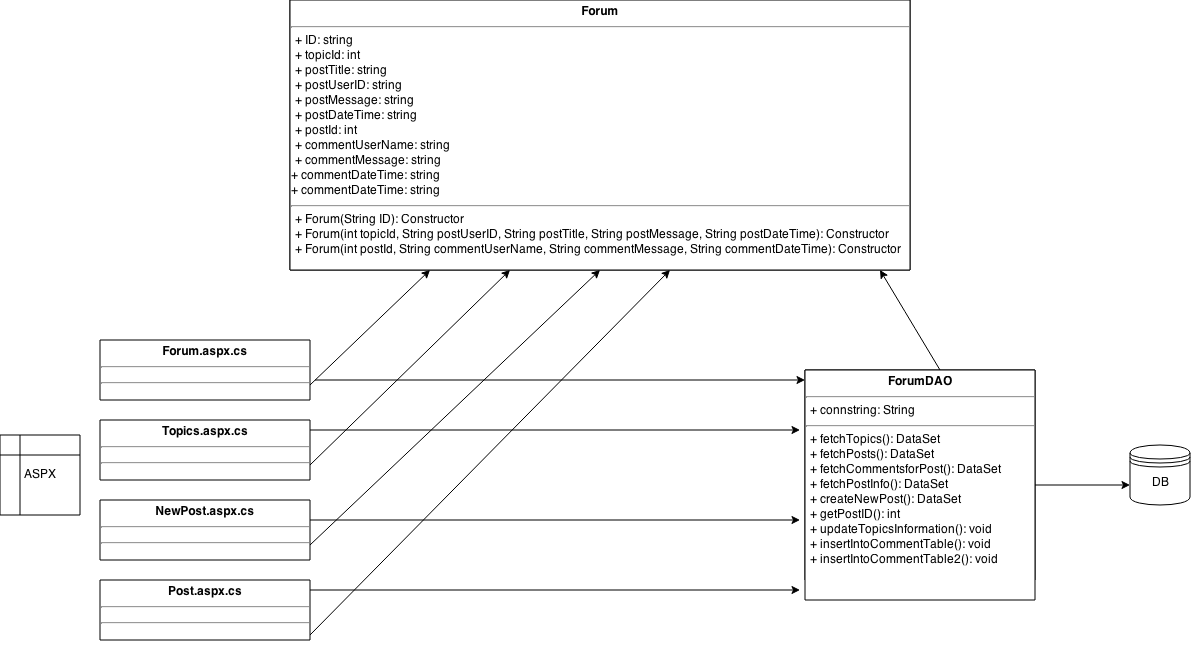 Forum
+ ID: string
+ topicId: int
+ postTitle: string
+ postUserID: string
+ postMessage: string
+ postDateTime: string
+ postId: int
+ commentUserName: string
+ commentMessage: string
+ commentDateTime: string
+ commentDateTime: string
+ Forum(String ID): Constructor
+ Forum(int topicId, String postUserID, String postTitle, String postMessage, String postDateTime): Constructor
+ Forum(int postId, String commentUserName, String commentMessage, String commentDateTime): Constructor
Forum.aspx.cs
Topics.aspx.cs
ASPX
NewPost.aspx.cs
Post.aspx.cs
ForumDAO
+ connstring: String
+ fetchTopics(): DataSet
+ fetchPosts(): DataSet
+ fetchCommentsforPost(): DataSet
+ fetchPostInfo(): DataSet
+ createNewPost(): DataSet
+ getPostID(): int
+ updateTopicsInformation(): void
+ insertIntoCommentTable(): void
+ insertIntoCommentTable2(): void
DB